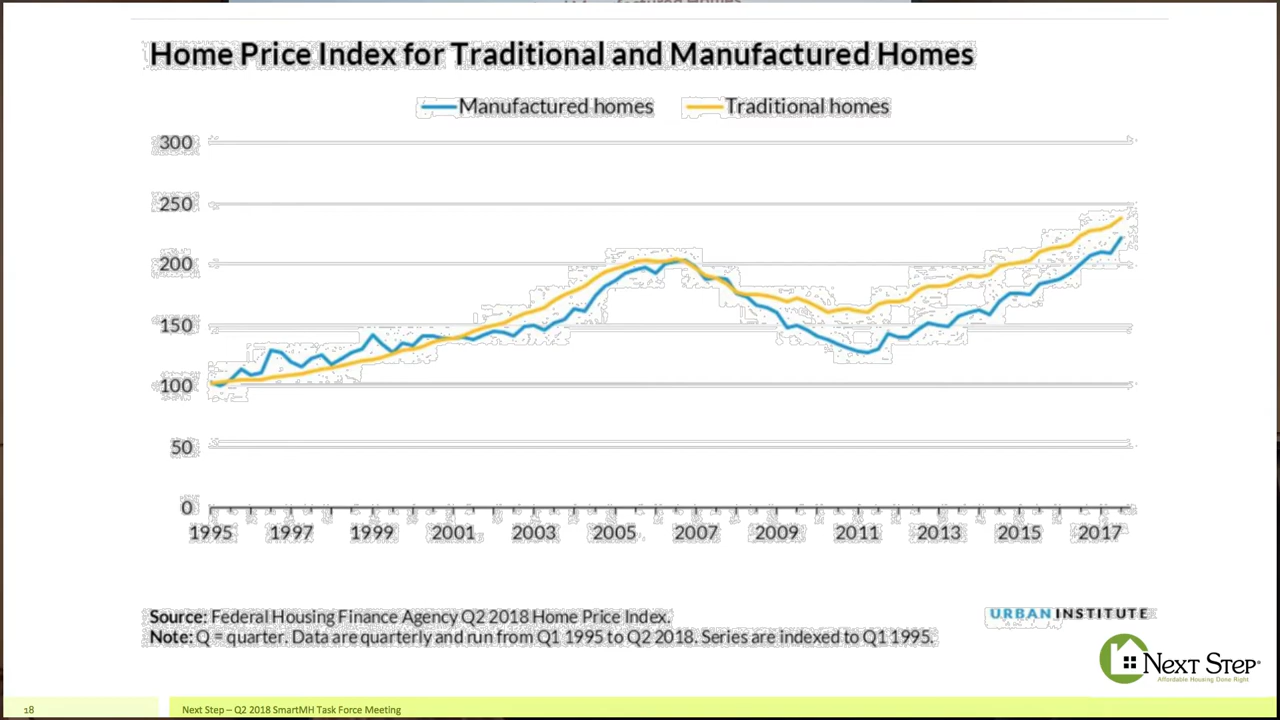 Home Price Index for Traditional and Manufactured Homes
Manufactured homes
Traditional homes
300
250
200
150
100
50
0
1995 1997 1999 2001 2003 2005 2007 2009 2011 2013 2015 2017
Source: Federal Housing Finance Agency Q2 2018 Home Price Index.
Note: Q = quarter. Data are quarterly and run from Q1 1995 to Q2 2018. Series are indexed to Q1 1995.
URBAN INSTITUTE
NEXT STEP®
Affordable Housing Done Right
18
Next Step – Q2 2018 SmartMH Task Force Meeting